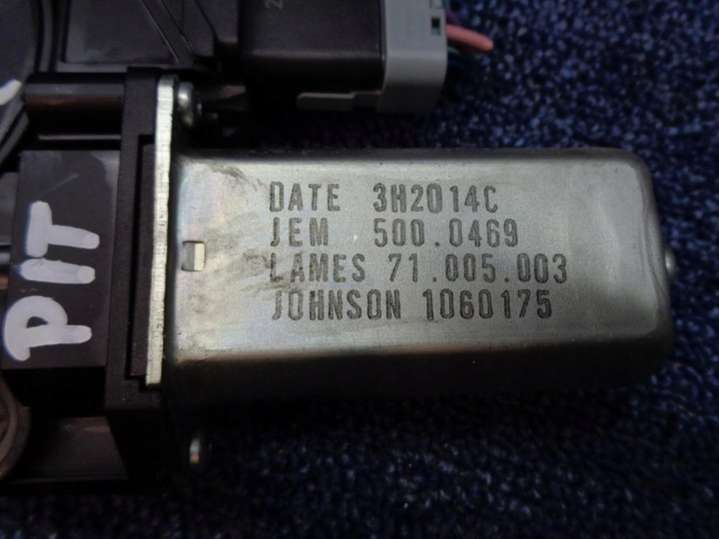 DATE 3H2014C
JEM 500.0469
LAMES 71.005.003
JOHNSON 1060175
PIT